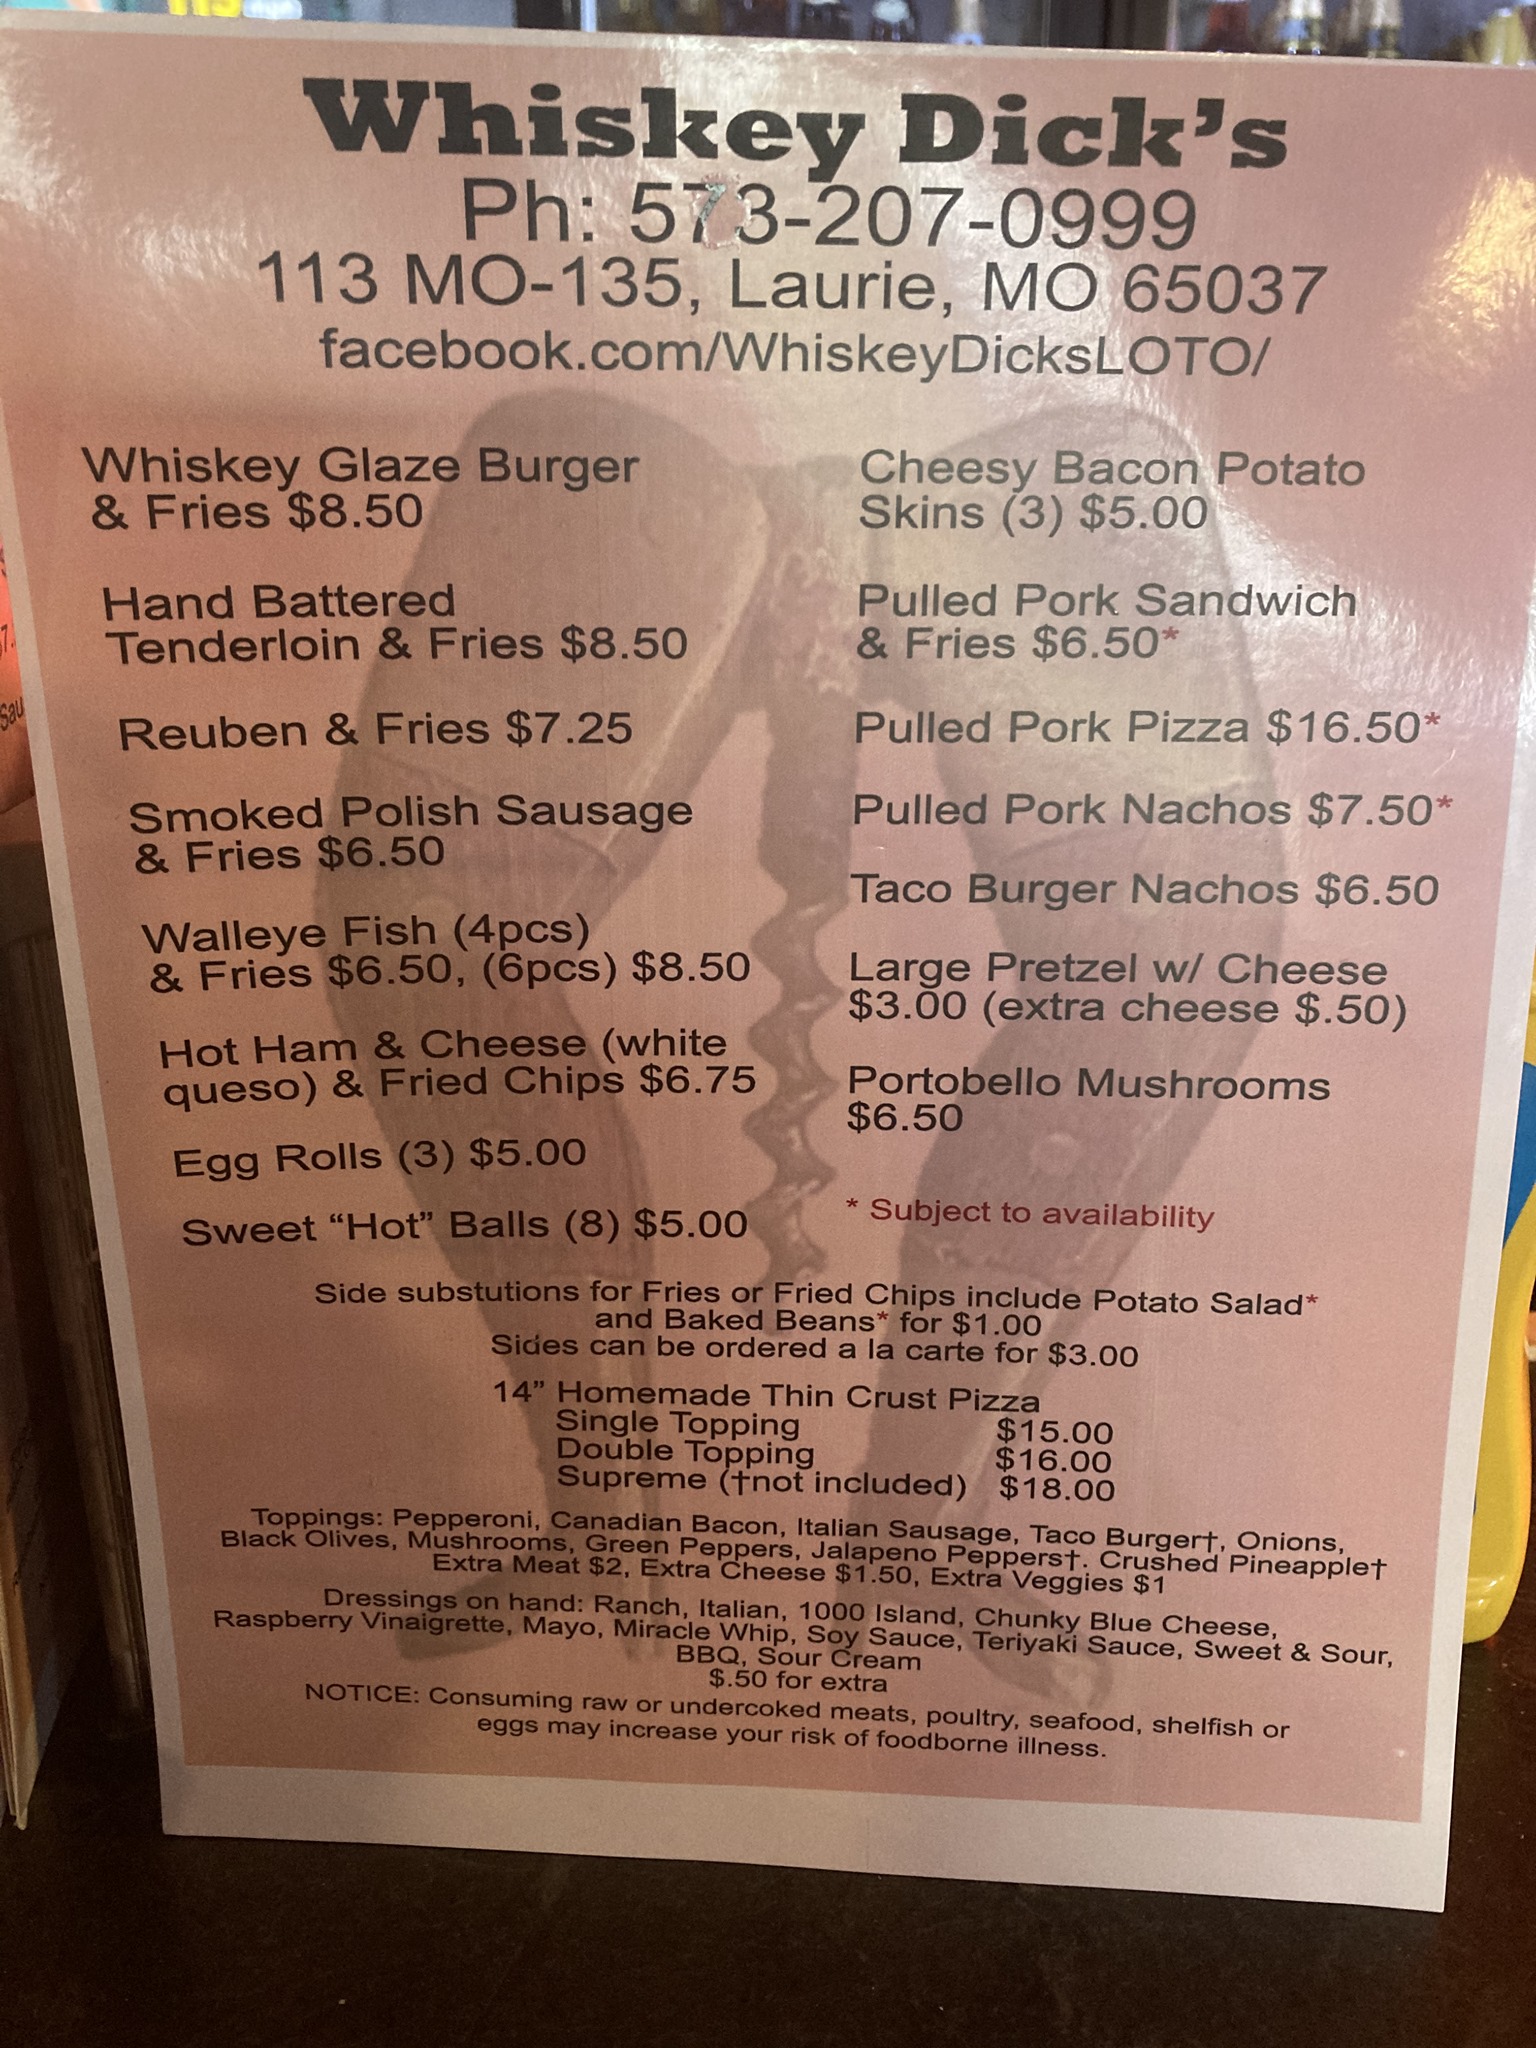 Whiskey Dick's
Ph: 573-207-0999
113 MO-135, Laurie, MO 65037
facebook.com/WhiskeyDicksLOTO/
Whiskey Glaze Burger
& Fries $8.50
Hand Battered
Tenderloin & Fries $8.50
Reuben & Fries $7.25
Smoked Polish Sausage
& Fries $6.50
Walleye Fish (4pcs)
& Fries $6.50, (6pcs) $8.50
Hot Ham & Cheese (white
queso) & Fried Chips $6.75
Egg Rolls (3) $5.00
Sweet “Hot” Balls (8) $5.00
Cheesy Bacon Potato
Skins (3) $5.00
Pulled Pork Sandwich
& Fries $6.50*
Pulled Pork Pizza $16.50*
Pulled Pork Nachos $7.50*
Taco Burger Nachos $6.50
Large Pretzel w/ Cheese
$3.00 (extra cheese $.50)
Portobello Mushrooms
$6.50
* Subject to availability
Side substutions for Fries or Fried Chips include Potato Salad*
and Baked Beans* for $1.00
Sides can be ordered a la carte for $3.00
14” Homemade Thin Crust Pizza
Single Topping $15.00
Double Topping $16.00
Supreme (†not included) $18.00
Toppings: Pepperoni, Canadian Bacon, Italian Sausage, Taco Burger†, Onions,
Black Olives, Mushrooms, Green Peppers, Jalapeno Peppers†. Crushed Pineapple†
Extra Meat $2, Extra Cheese $1.50, Extra Veggies $1
Dressings on hand: Ranch, Italian, 1000 Island, Chunky Blue Cheese,
Raspberry Vinaigrette, Mayo, Miracle Whip, Soy Sauce, Teriyaki Sauce, Sweet & Sour,
BBQ, Sour Cream
$.50 for extra
NOTICE: Consuming raw or undercoked meats, poultry, seafood, shelfish or
eggs may increase your risk of foodborne illness.